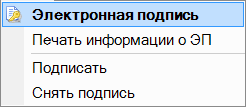 Электронная подпись
Печать информации о ЭП
Подписать
Снять подпись